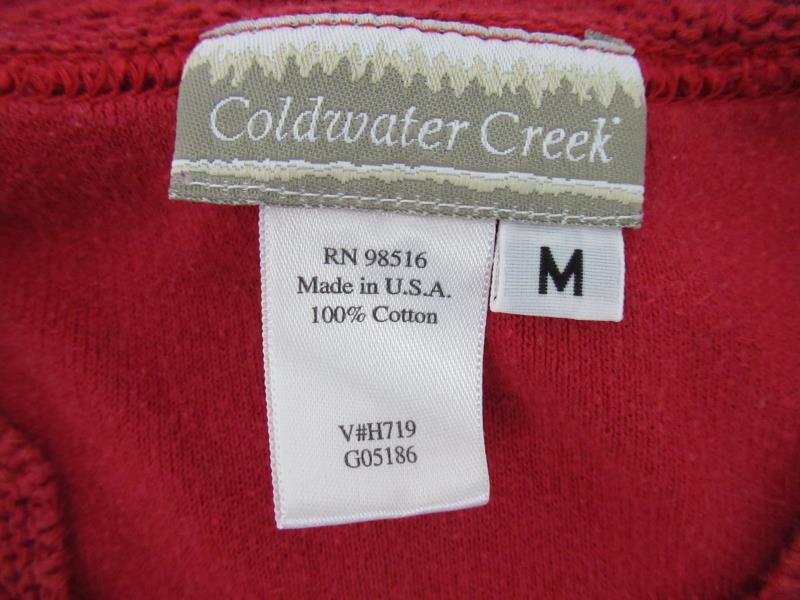 Coldwater Creek
RN 98516
Made in U.S.A.
100% Cotton
M
V#H719
G05186